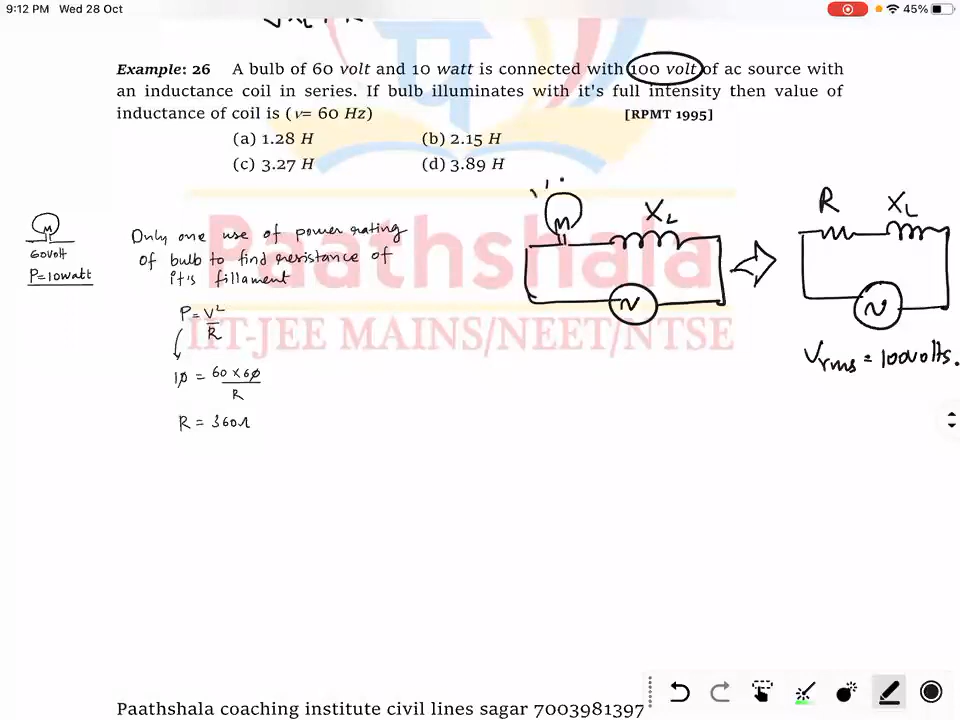 9:12 PM Wed 28 Oct
45%
Example: 26 A bulb of 60 volt and 10 watt is connected with 100 volt of ac source with
an inductance coil in series. If bulb illuminates with it's full intensity then value of
inductance of coil is (ν= 60 Hz)
[RPMT 1995]
(a) 1.28 H (b) 2.15 H
(c) 3.27 H (d) 3.89 H
60Volt
P=10watt
Only one use of power rating
of bulb to find resistance of
it's fillament
P=V²/R
10 = 60×60/R
R = 360Ω
XL
R XL
Vrms = 100volts.
Paathshala
IIT-JEE MAINS/NEET/NTSE
Paathshala coaching institute civil lines sagar 7003981397